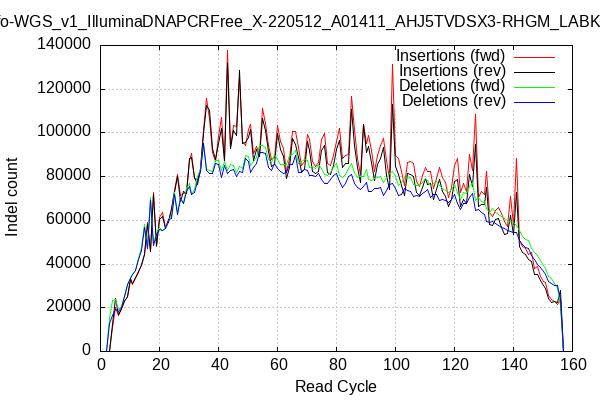 fo-WGS_v1_IlluminaDNAPCRFree_X-220512_A01411_AHJ5TVDSX3-RHGM_LABK
140000
120000
100000
80000
60000
40000
20000
0
Indel count
Insertions (fwd)
Insertions (rev)
Deletions (fwd)
Deletions (rev)
0 20 40 60 80 100 120 140 160
Read Cycle